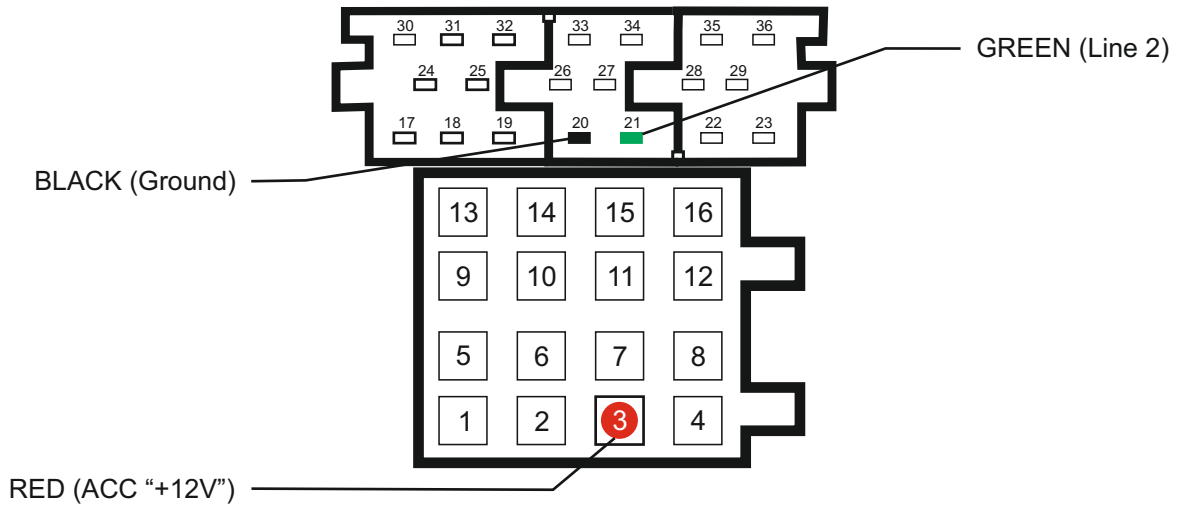 30 31 32 33 34 35 36
GREEN (Line 2)
24 25 26 27 28 29
17 18 19 20 21 22 23
BLACK (Ground)
13 14 15 16
9 10 11 12
5 6 7 8
1 2 3 4
RED (ACC “+12V”)